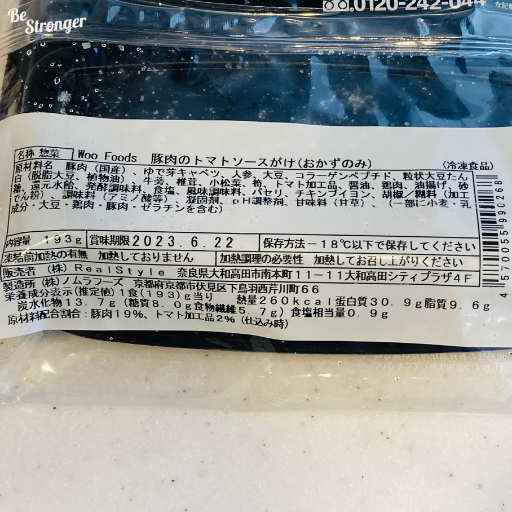 Be
Stronger
0120-242-044
名称 惣菜 Woo Foods 豚肉のトマトソースがけ(おかずのみ) (冷凍食品)
原材料名 豚肉(国産)、ゆで芽キャベツ、人参、大豆、コラーゲンペプチド、粒状大豆たん
白(脱脂大豆、植物油)、牛蒡、椎茸、小松菜、柿、トマト加工品、醤油、鶏肉、油揚げ、砂
糖、還元水飴、発酵調味料、食塩、風味調味料、パセリ、チキンブイヨン、胡椒/糊料(加工
でん粉)、調味料(アミノ酸等)、凝固剤、pH調整剤、甘味料(甘草)、(一部に小麦・乳
成分・大豆・鶏肉・豚肉・ゼラチンを含む)
内容量 193g 賞味期限 2023.6.22 保存方法 -18℃以下で保存してください
凍結前加熱の有無 加熱しておりません 加熱調理の必要性 加熱してお召し上がりください
販売者 (株)RealStyle 奈良県大和高田市南本町11-11大和高田シティプラザ4F
製造所 (株)ノムラフーズ 京都府京都市伏見区下鳥羽西芹川町66
栄養成分表示(推定値)1食(193g)当り 熱量260kcal蛋白質30.9g脂質9.6g
炭水化物13.7g(糖質8.0g食物繊維5.7g)食塩相当量0.9g
原材料配合割合:豚肉19%、トマト加工品2%(仕込み時)
4570055990268